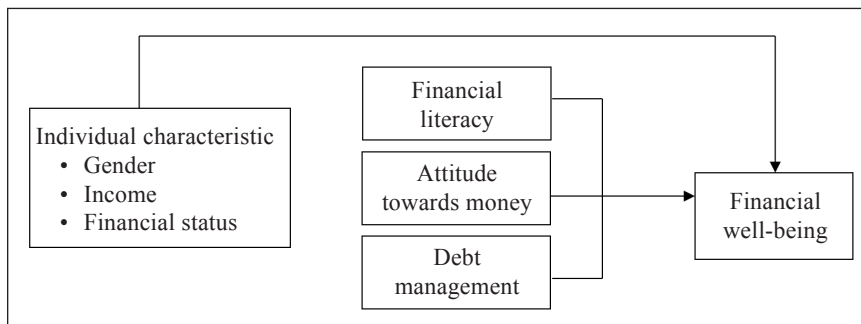 Individual characteristic
• Gender
• Income
• Financial status
Financial
literacy
Attitude
towards money
Debt
management
Financial
well-being